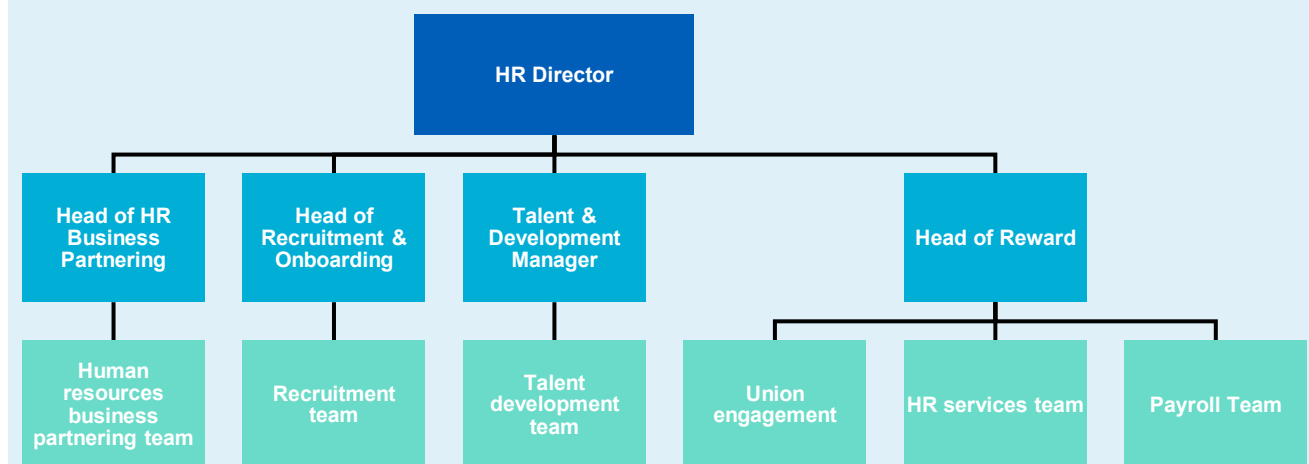 HR Director
Head of HR
Business
Partnering
Head of
Recruitment &
Onboarding
Talent &
Development
Manager
Head of Reward
Human
resources
business
partnering team
Recruitment
team
Talent
development
team
Union
engagement
HR services team
Payroll Team